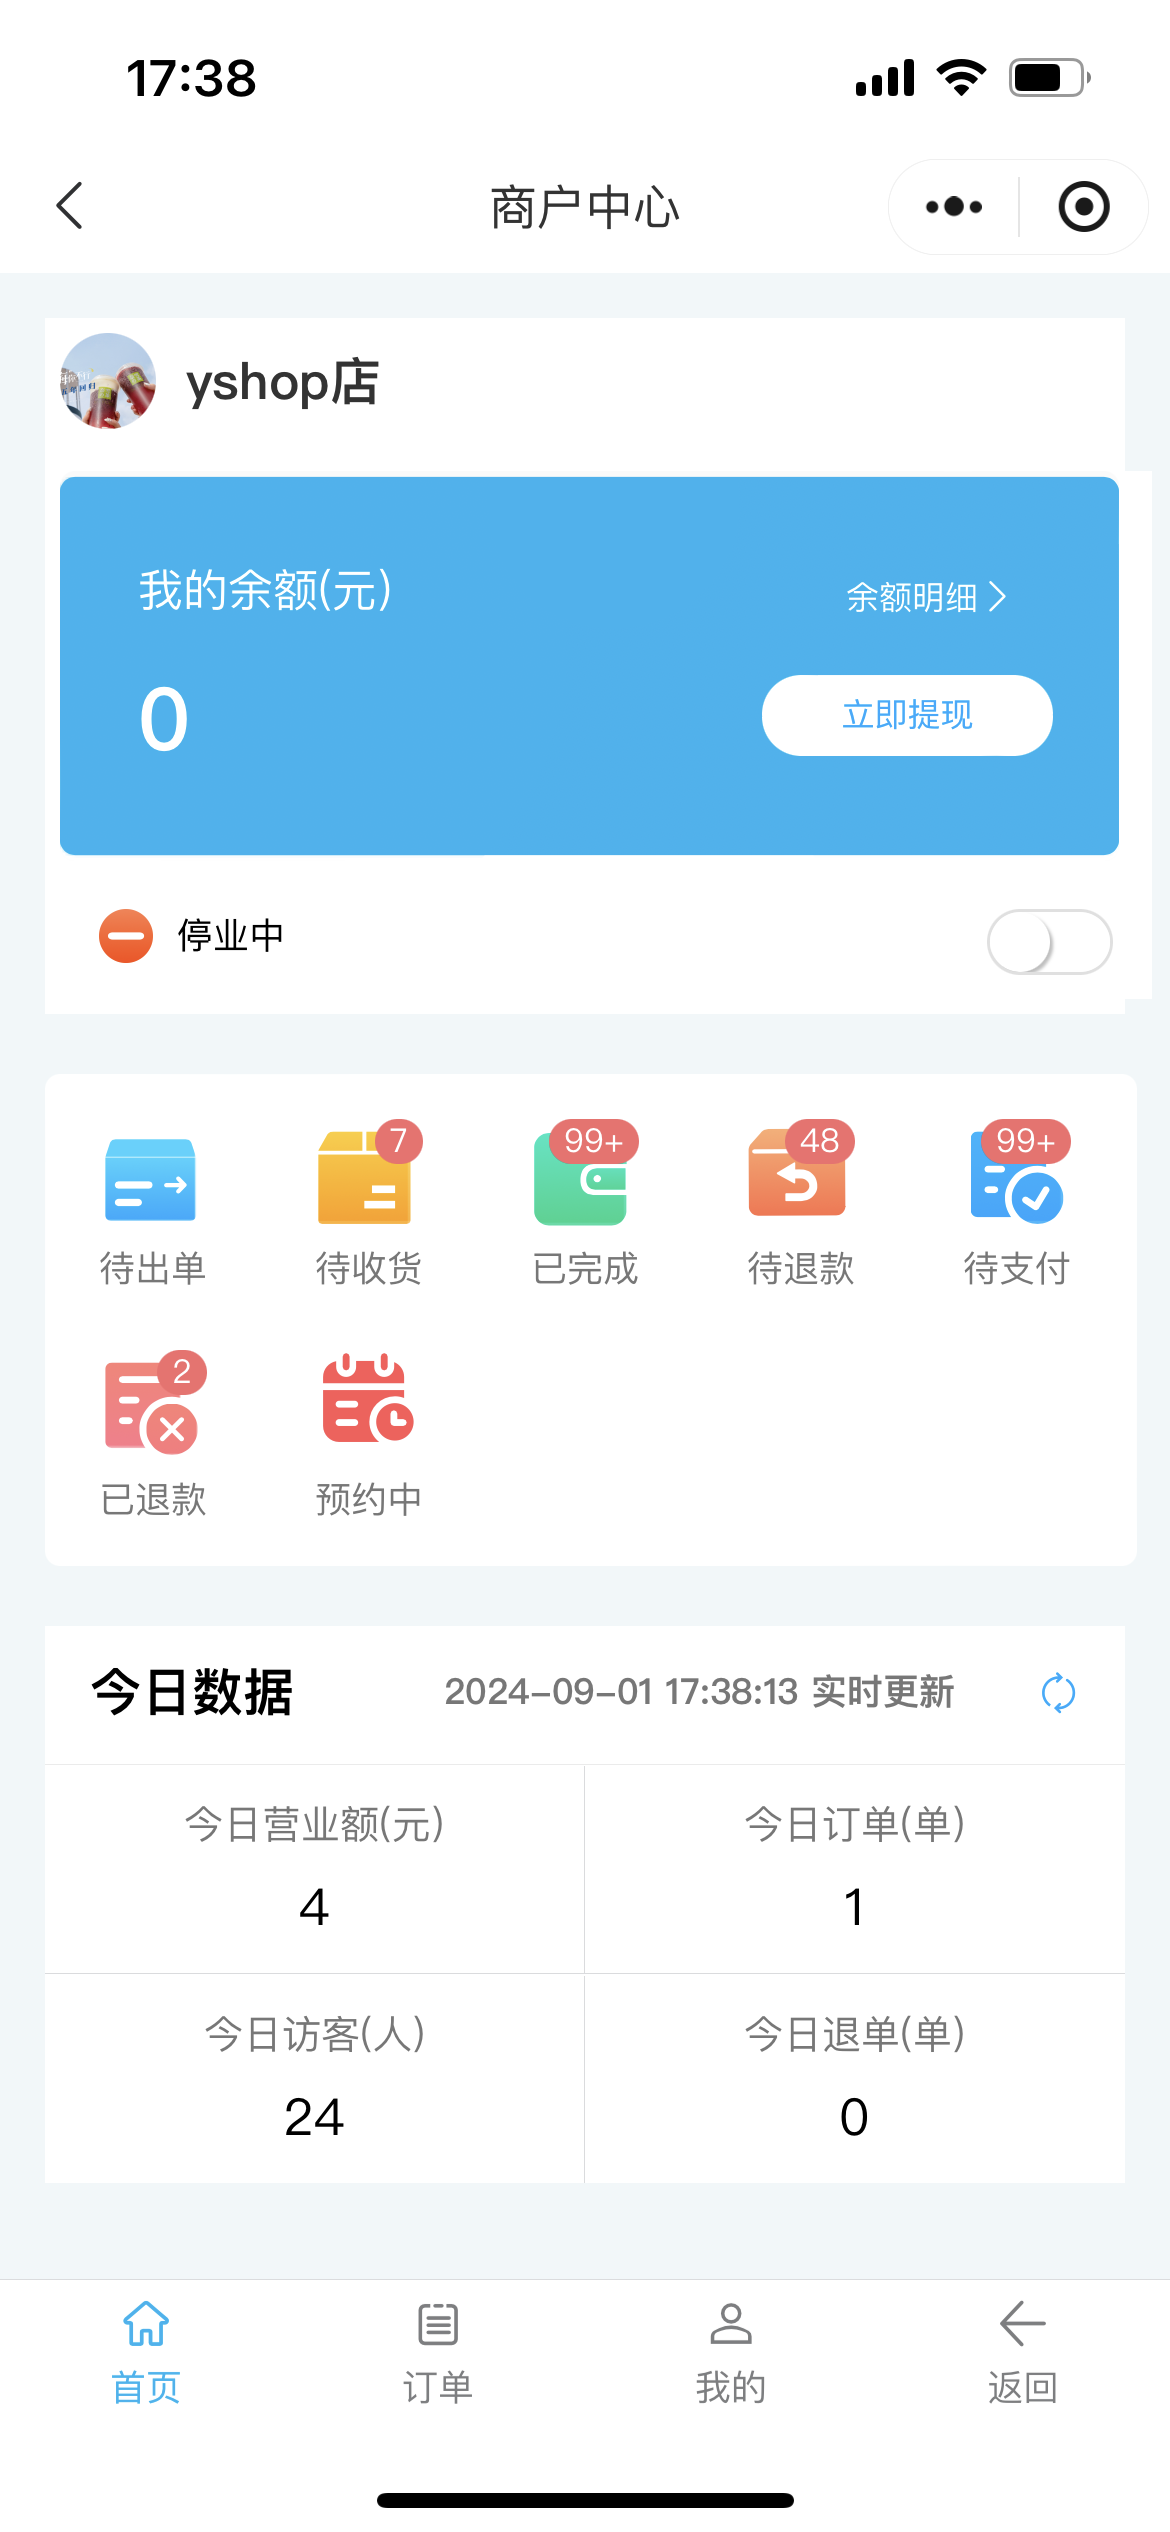 17:38
商户中心
yshop店
我的余额(元)
余额明细
0
立即提现
停业中
7
99+
48
99+
待出单
待收货
已完成
待退款
待支付
2
已退款
预约中
今日数据
2024-09-01 17:38:13 实时更新
今日营业额(元)
今日订单(单)
4
1
今日访客(人)
今日退单(单)
24
0
首页
订单
我的
返回